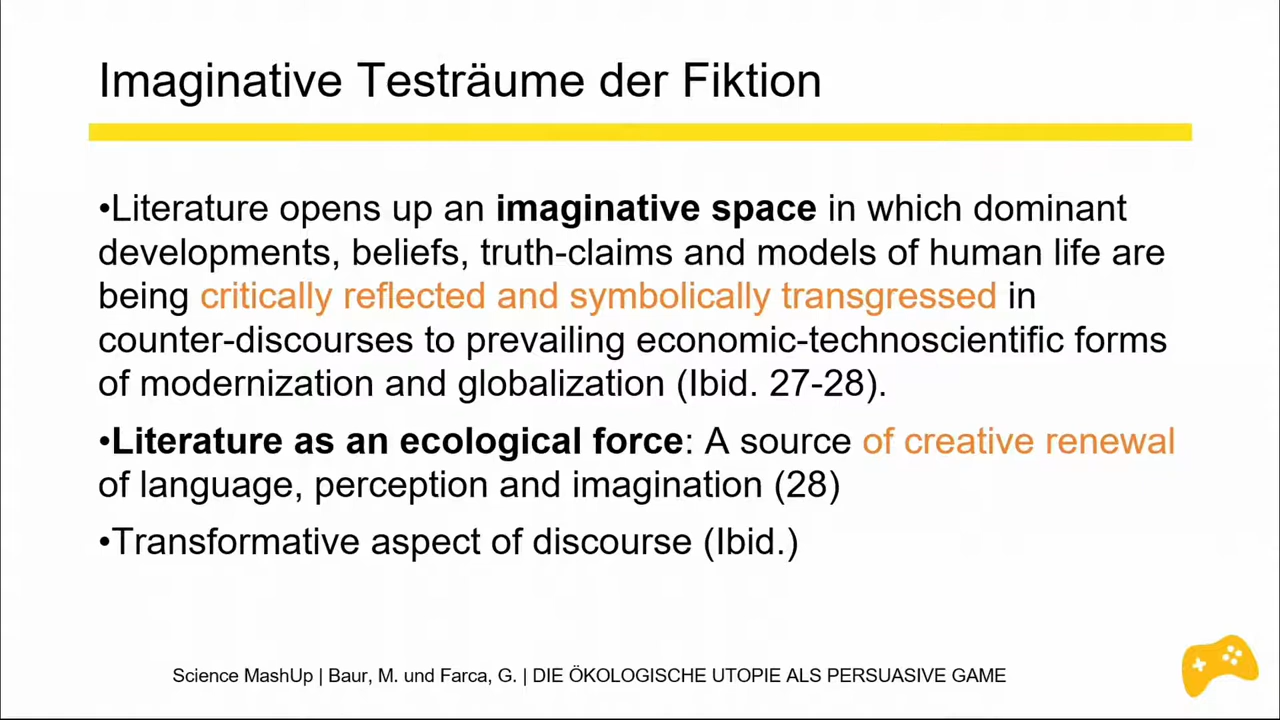 Imaginative Testräume der Fiktion
•Literature opens up an imaginative space in which dominant
developments, beliefs, truth-claims and models of human life are
being critically reflected and symbolically transgressed in
counter-discourses to prevailing economic-technoscientific forms
of modernization and globalization (Ibid. 27-28).
•Literature as an ecological force: A source of creative renewal
of language, perception and imagination (28)
•Transformative aspect of discourse (Ibid.)
Science MashUp | Baur, M. und Farca, G. | DIE ÖKOLOGISCHE UTOPIE ALS PERSUASIVE GAME